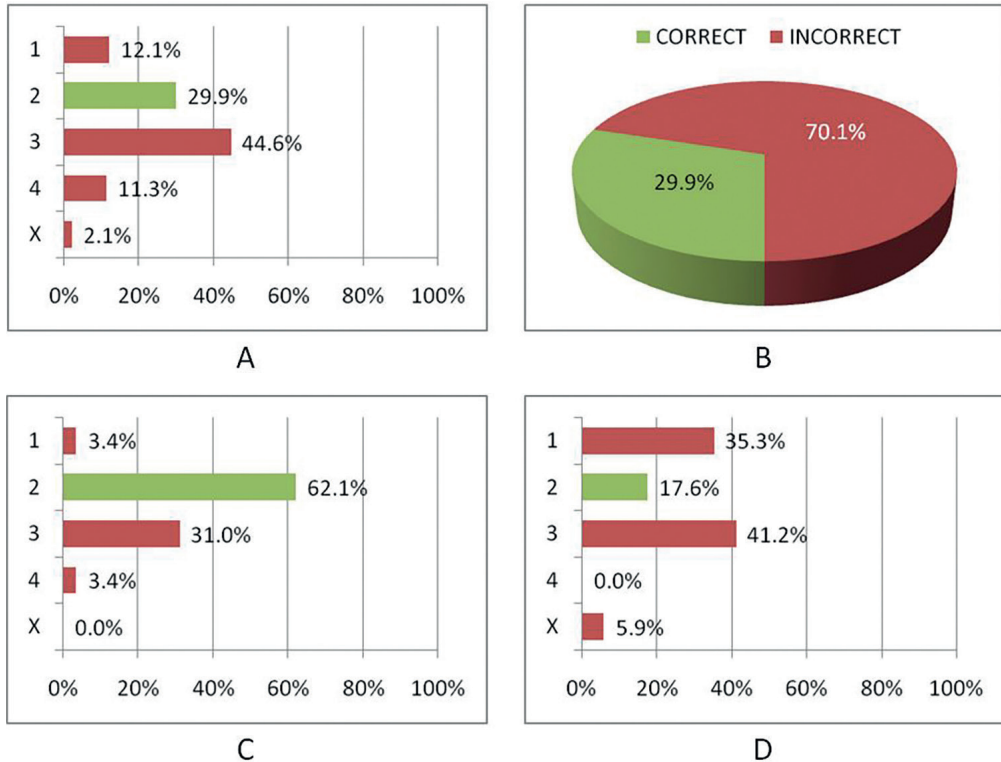 1 12.1%
2 29.9%
3 44.6%
4 11.3%
X 2.1%
0% 20% 40% 60% 80% 100%
A
CORRECT INCORRECT
70.1%
29.9%
B
1 3.4%
2 62.1%
3 31.0%
4 3.4%
X 0.0%
0% 20% 40% 60% 80% 100%
C
1 35.3%
2 17.6%
3 41.2%
4 0.0%
X 5.9%
0% 20% 40% 60% 80% 100%
D